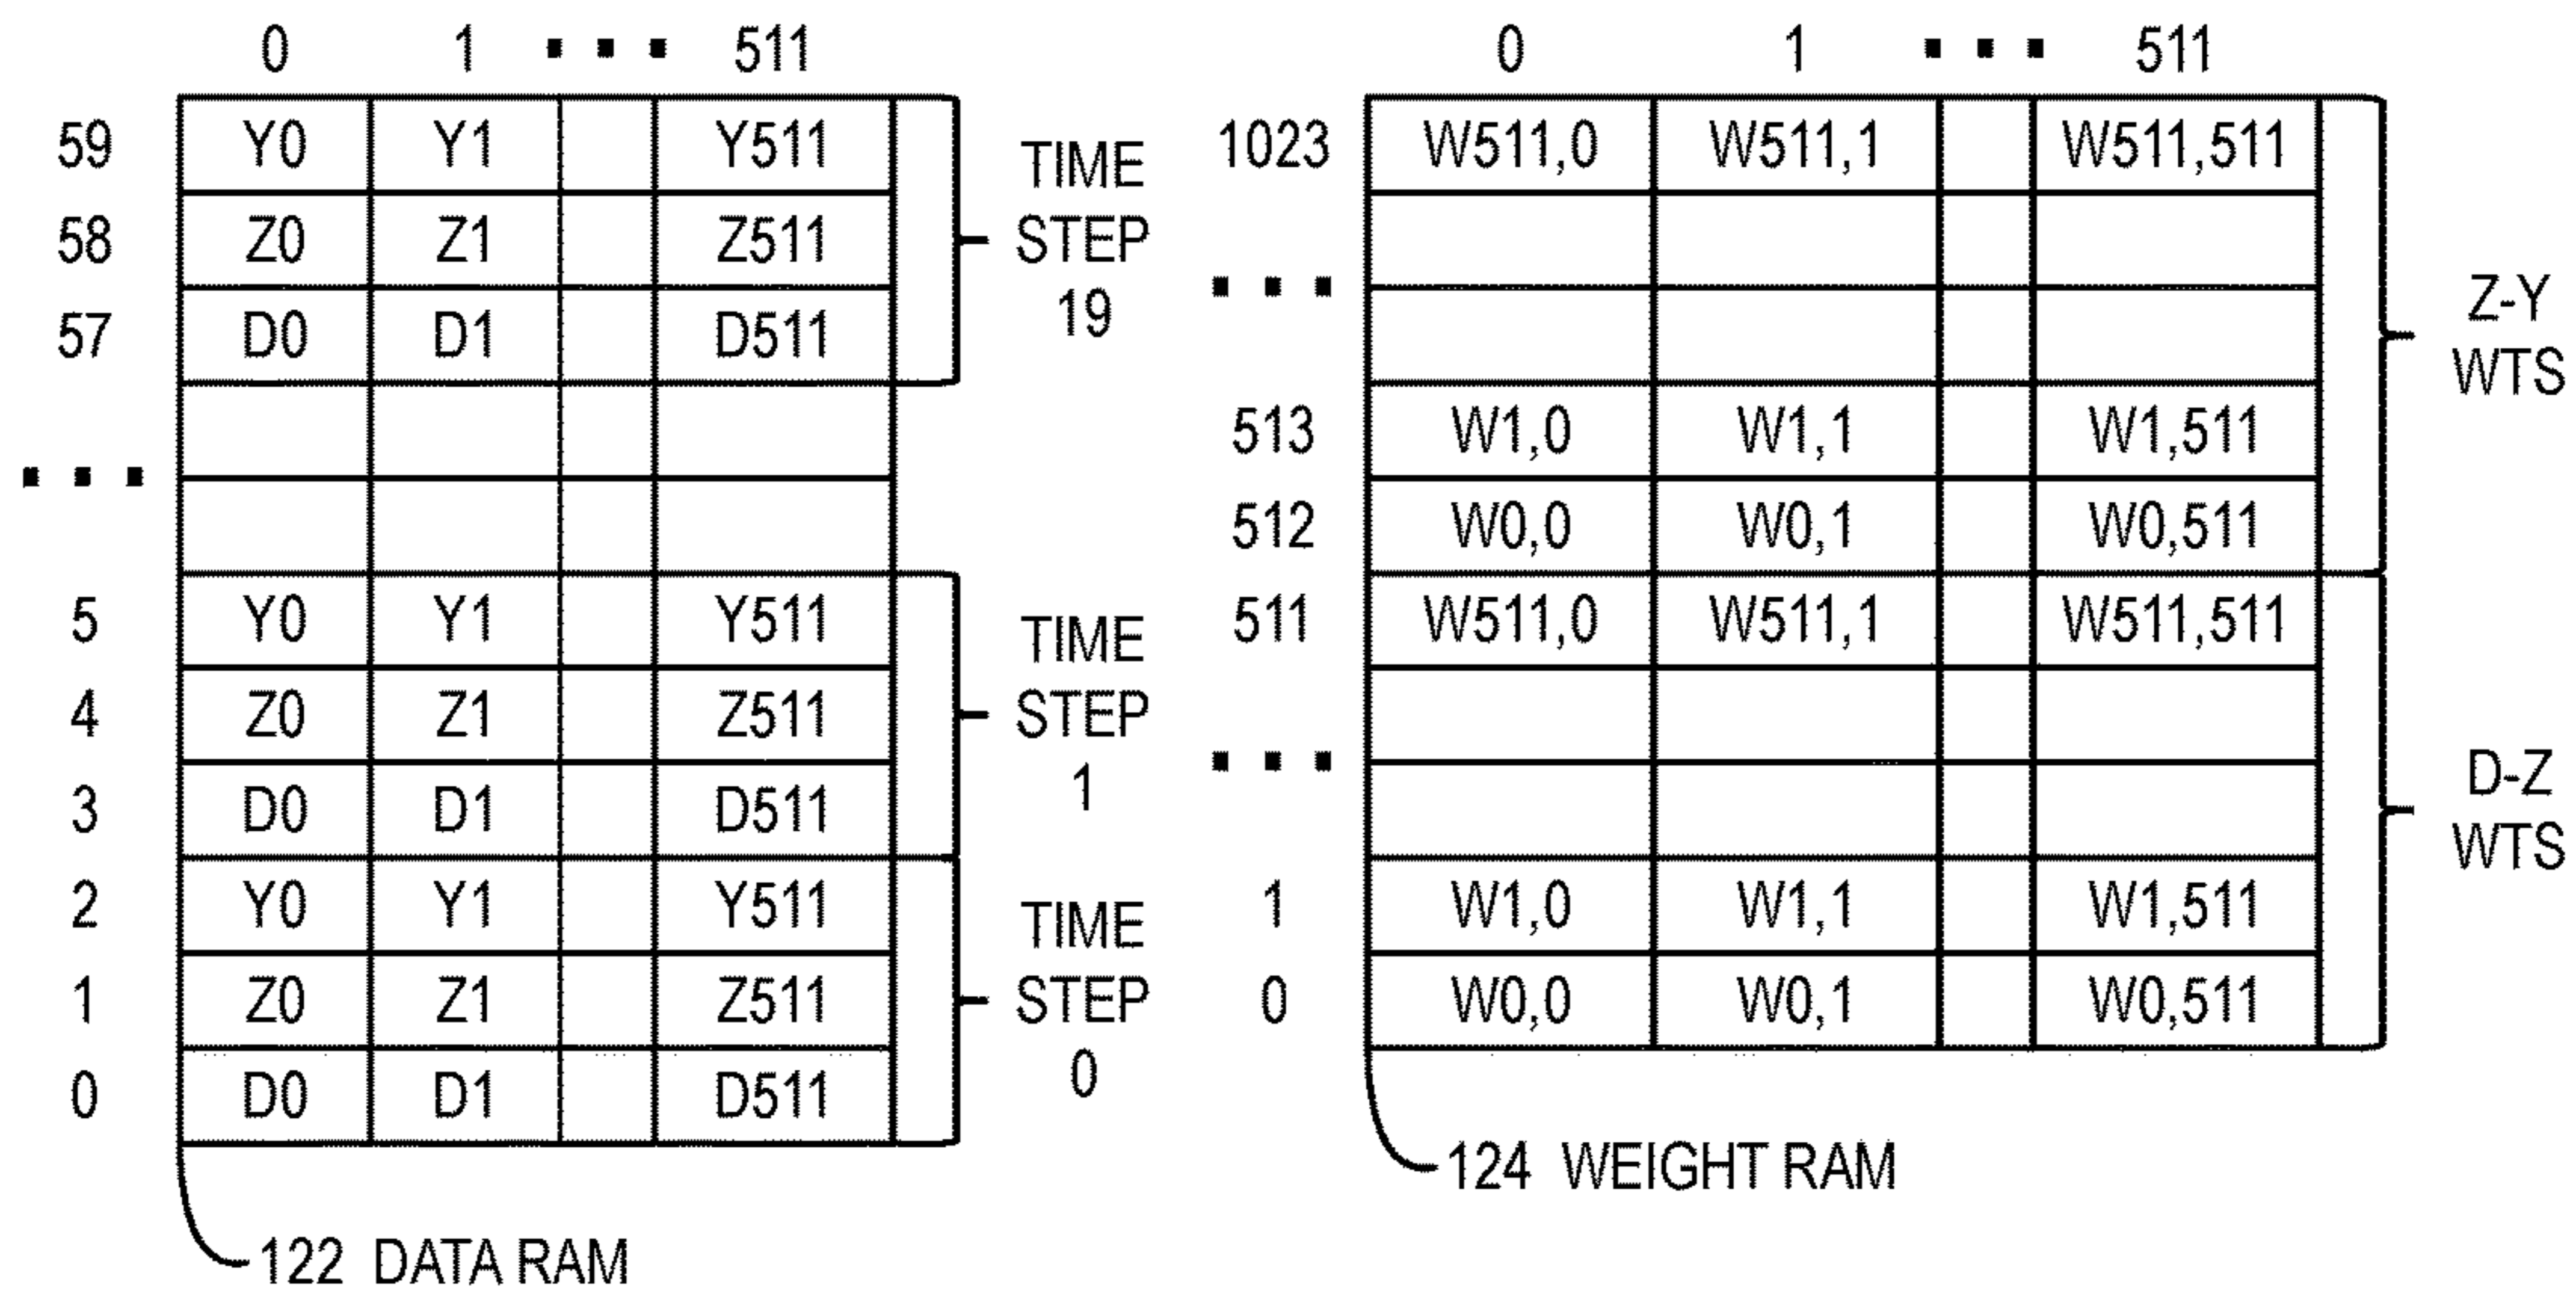 0 1 ... 511
59 Y0 Y1 Y511
58 Z0 Z1 Z511
57 D0 D1 D511
TIME
STEP
19
...
5 Y0 Y1 Y511
4 Z0 Z1 Z511
3 D0 D1 D511
TIME
STEP
1
2 Y0 Y1 Y511
1 Z0 Z1 Z511
0 D0 D1 D511
TIME
STEP
0
122 DATA RAM
0 1 ... 511
1023 W511,0 W511,1 W511,511
...
513 W1,0 W1,1 W1,511
512 W0,0 W0,1 W0,511
Z-Y
WTS
511 W511,0 W511,1 W511,511
...
1 W1,0 W1,1 W1,511
0 W0,0 W0,1 W0,511
D-Z
WTS
124 WEIGHT RAM